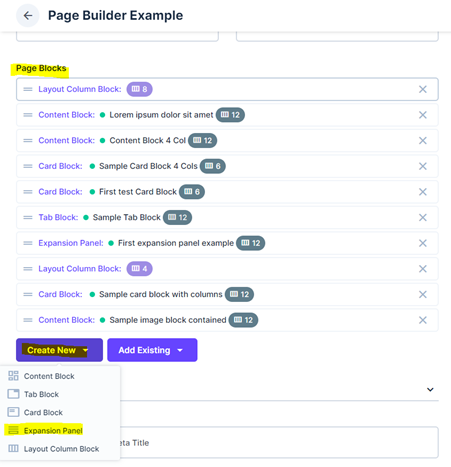 Page Builder Example
Page Blocks
Layout Column Block: 8
Content Block: Lorem ipsum dolor sit amet 12
Content Block: Content Block 4 Col 12
Card Block: Sample Card Block 4 Cols 6
Card Block: First test Card Block 6
Tab Block: Sample Tab Block 12
Expansion Panel: First expansion panel example 12
Layout Column Block: 4
Card Block: Sample card block with columns 12
Content Block: Sample image block contained 12
Create New Add Existing
Content Block
Tab Block
Card Block
Expansion Panel
Layout Column Block
Title